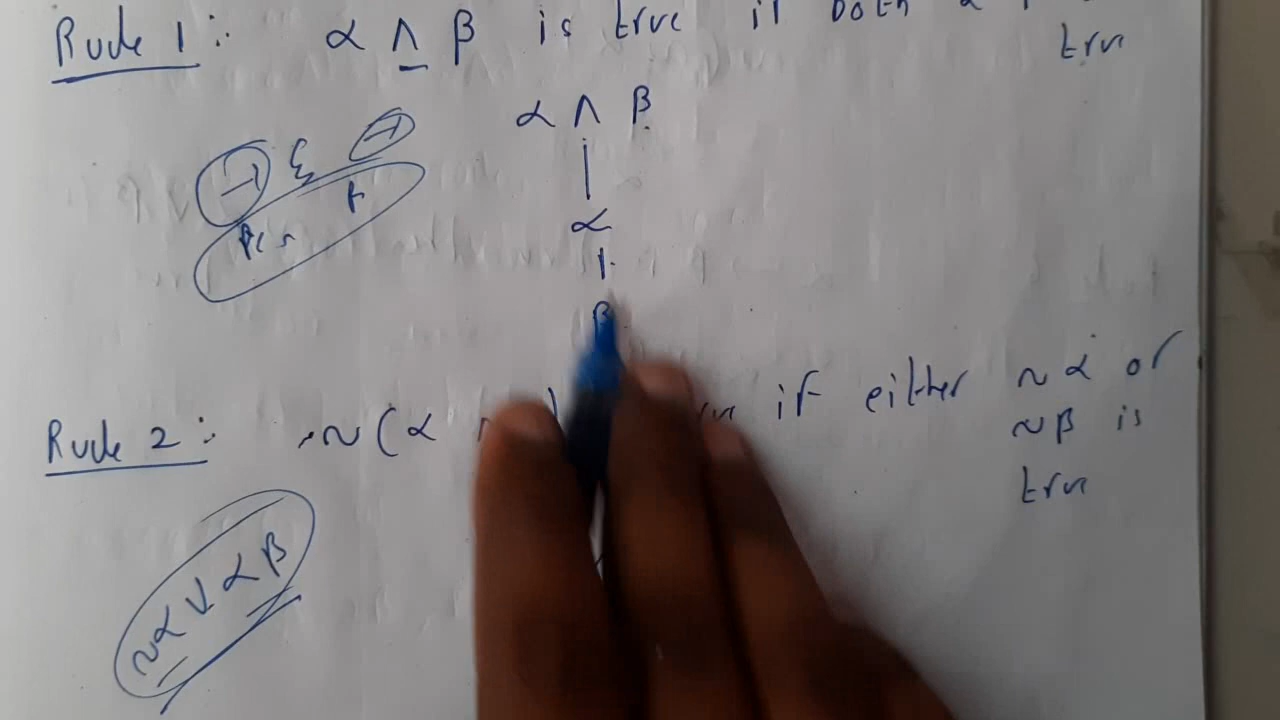 Rule 1: α ∧ β is true if both α
true
α ∧ β
T & T
α
β
Rule 2: ~(α if either ~α or
~β is
true
~α ∨ α β